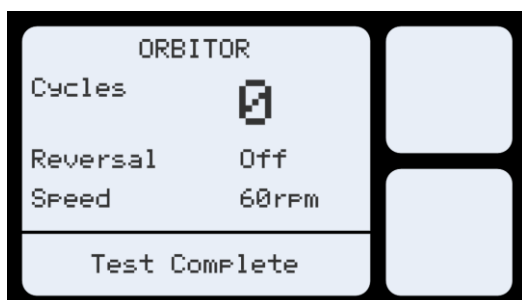 ORBITOR
Cycles 0
Reversal Off
Speed 60rpm
Test Complete